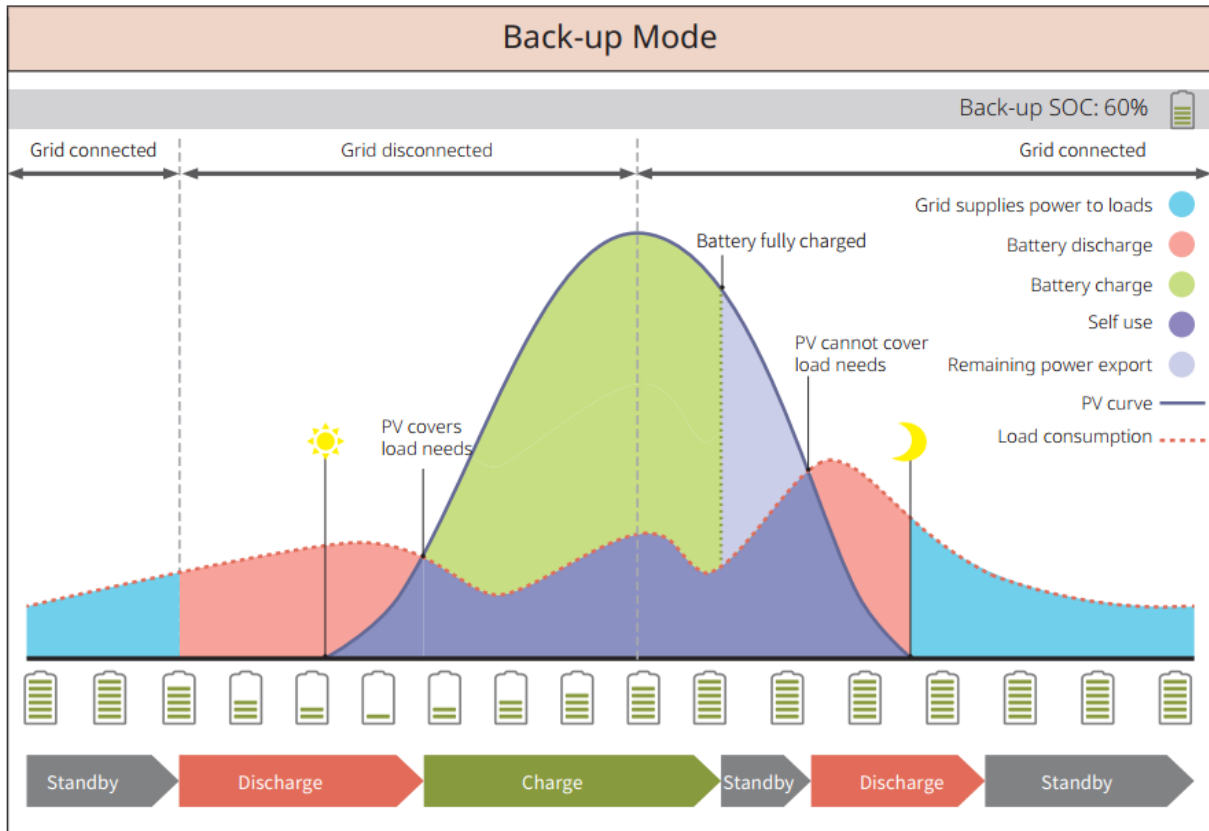 Back-up Mode
Back-up SOC: 60%
Grid connected
Grid disconnected
Grid connected
Grid supplies power to loads
Battery discharge
Battery charge
Self use
Remaining power export
PV curve
Load consumption
Battery fully charged
PV cannot cover
load needs
PV covers
load needs
Standby
Discharge
Charge
Standby
Discharge
Standby